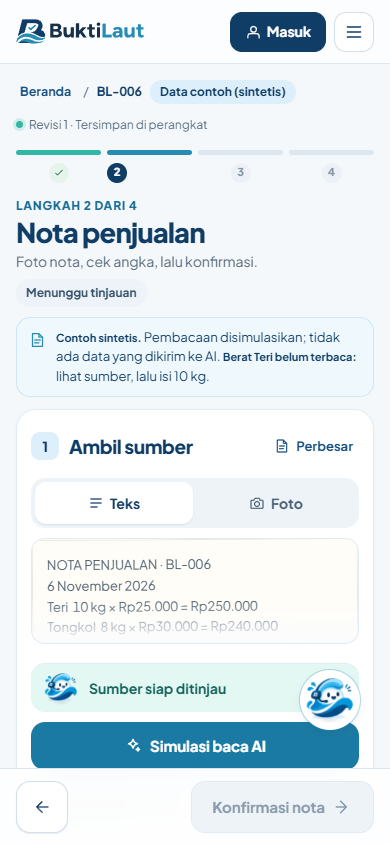 BuktiLaut
Masuk
Beranda / BL-006 Data contoh (sintetis)
Revisi 1 · Tersimpan di perangkat
2 3 4
LANGKAH 2 DARI 4
Nota penjualan
Foto nota, cek angka, lalu konfirmasi.
Menunggu tinjauan
Contoh sintetis. Pembacaan disimulasikan; tidak
ada data yang dikirim ke AI. Berat Teri belum terbaca:
lihat sumber, lalu isi 10 kg.
1 Ambil sumber Perbesar
Teks Foto
NOTA PENJUALAN · BL-006
6 November 2026
Teri 10 kg × Rp25.000 = Rp250.000
Tongkol 8 kg × Rp30.000 = Rp240.000
Sumber siap ditinjau
Simulasi baca AI
Konfirmasi nota